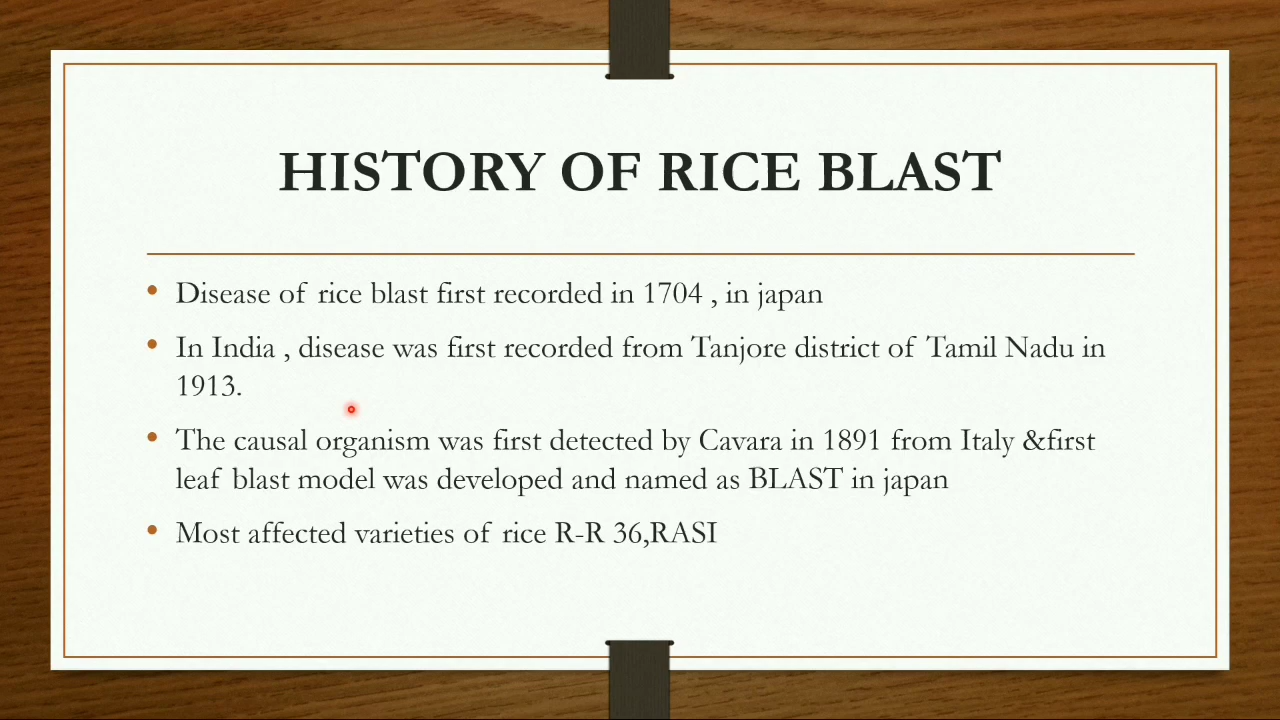 HISTORY OF RICE BLAST
• Disease of rice blast first recorded in 1704 , in japan
• In India , disease was first recorded from Tanjore district of Tamil Nadu in
1913.
• The causal organism was first detected by Cavara in 1891 from Italy &first
leaf blast model was developed and named as BLAST in japan
• Most affected varieties of rice R-R 36,RASI